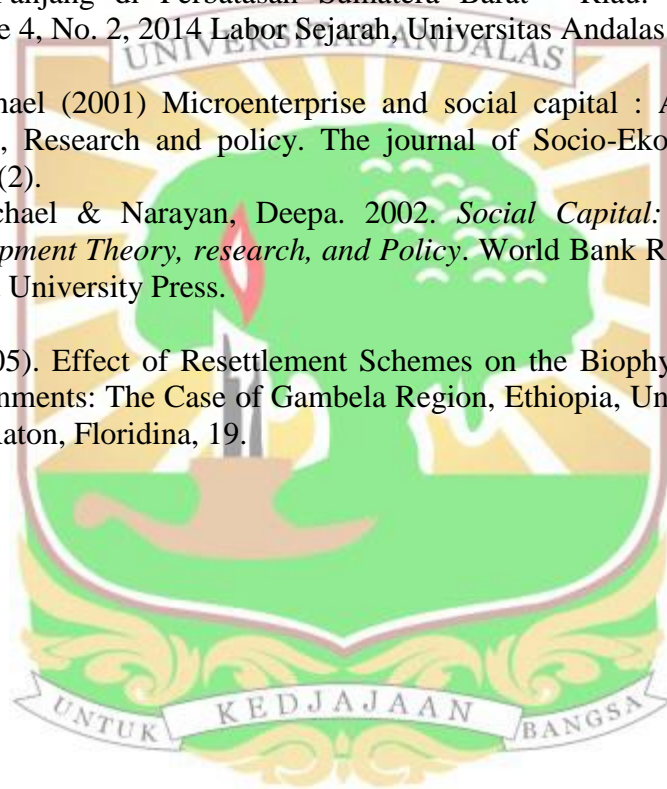 anjang di Perbatasan Sumatera Barat – Riau.
e 4, No. 2, 2014 Labor Sejarah, Universitas Andalas
UNIVERSITAS ANDALAS
hael (2001) Microenterprise and social capital : A
, Research and policy. The journal of Socio-Eko
(2).
chael & Narayan, Deepa. 2002. Social Capital:
opment Theory, research, and Policy. World Bank R
University Press.
05). Effect of Resettlement Schemes on the Biophy
nments: The Case of Gambela Region, Ethiopia, Un
Raton, Floridina, 19.
UNTUK KEDJAJAAN BANGSA